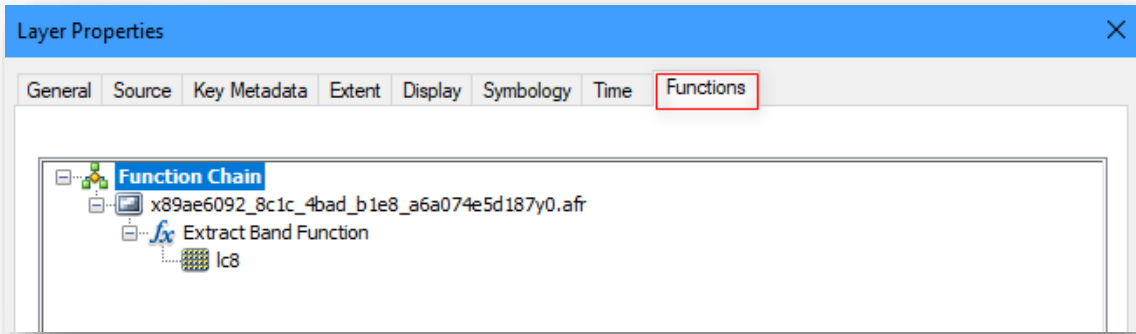 Layer Properties
General Source Key Metadata Extent Display Symbology Time Functions
Function Chain
x89ae6092_8c1c_4bad_b1e8_a6a074e5d187y0.afr
fx Extract Band Function
lc8